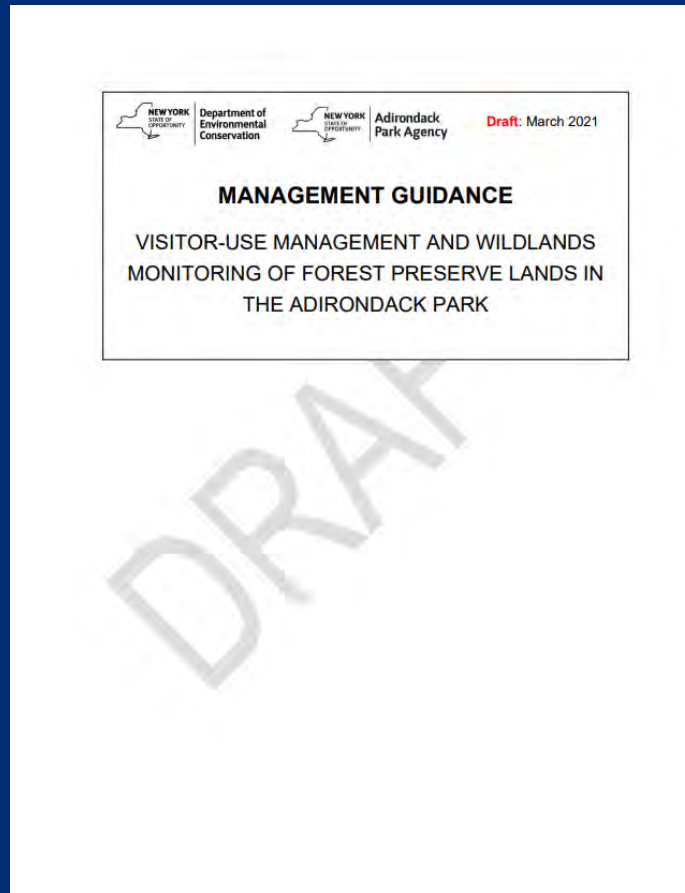 NEW YORK
STATE OF
OPPORTUNITY
Department of
Environmental
Conservation
NEW YORK
STATE OF
OPPORTUNITY
Adirondack
Park Agency
Draft: March 2021
MANAGEMENT GUIDANCE
VISITOR-USE MANAGEMENT AND WILDLANDS
MONITORING OF FOREST PRESERVE LANDS IN
THE ADIRONDACK PARK
DRAF